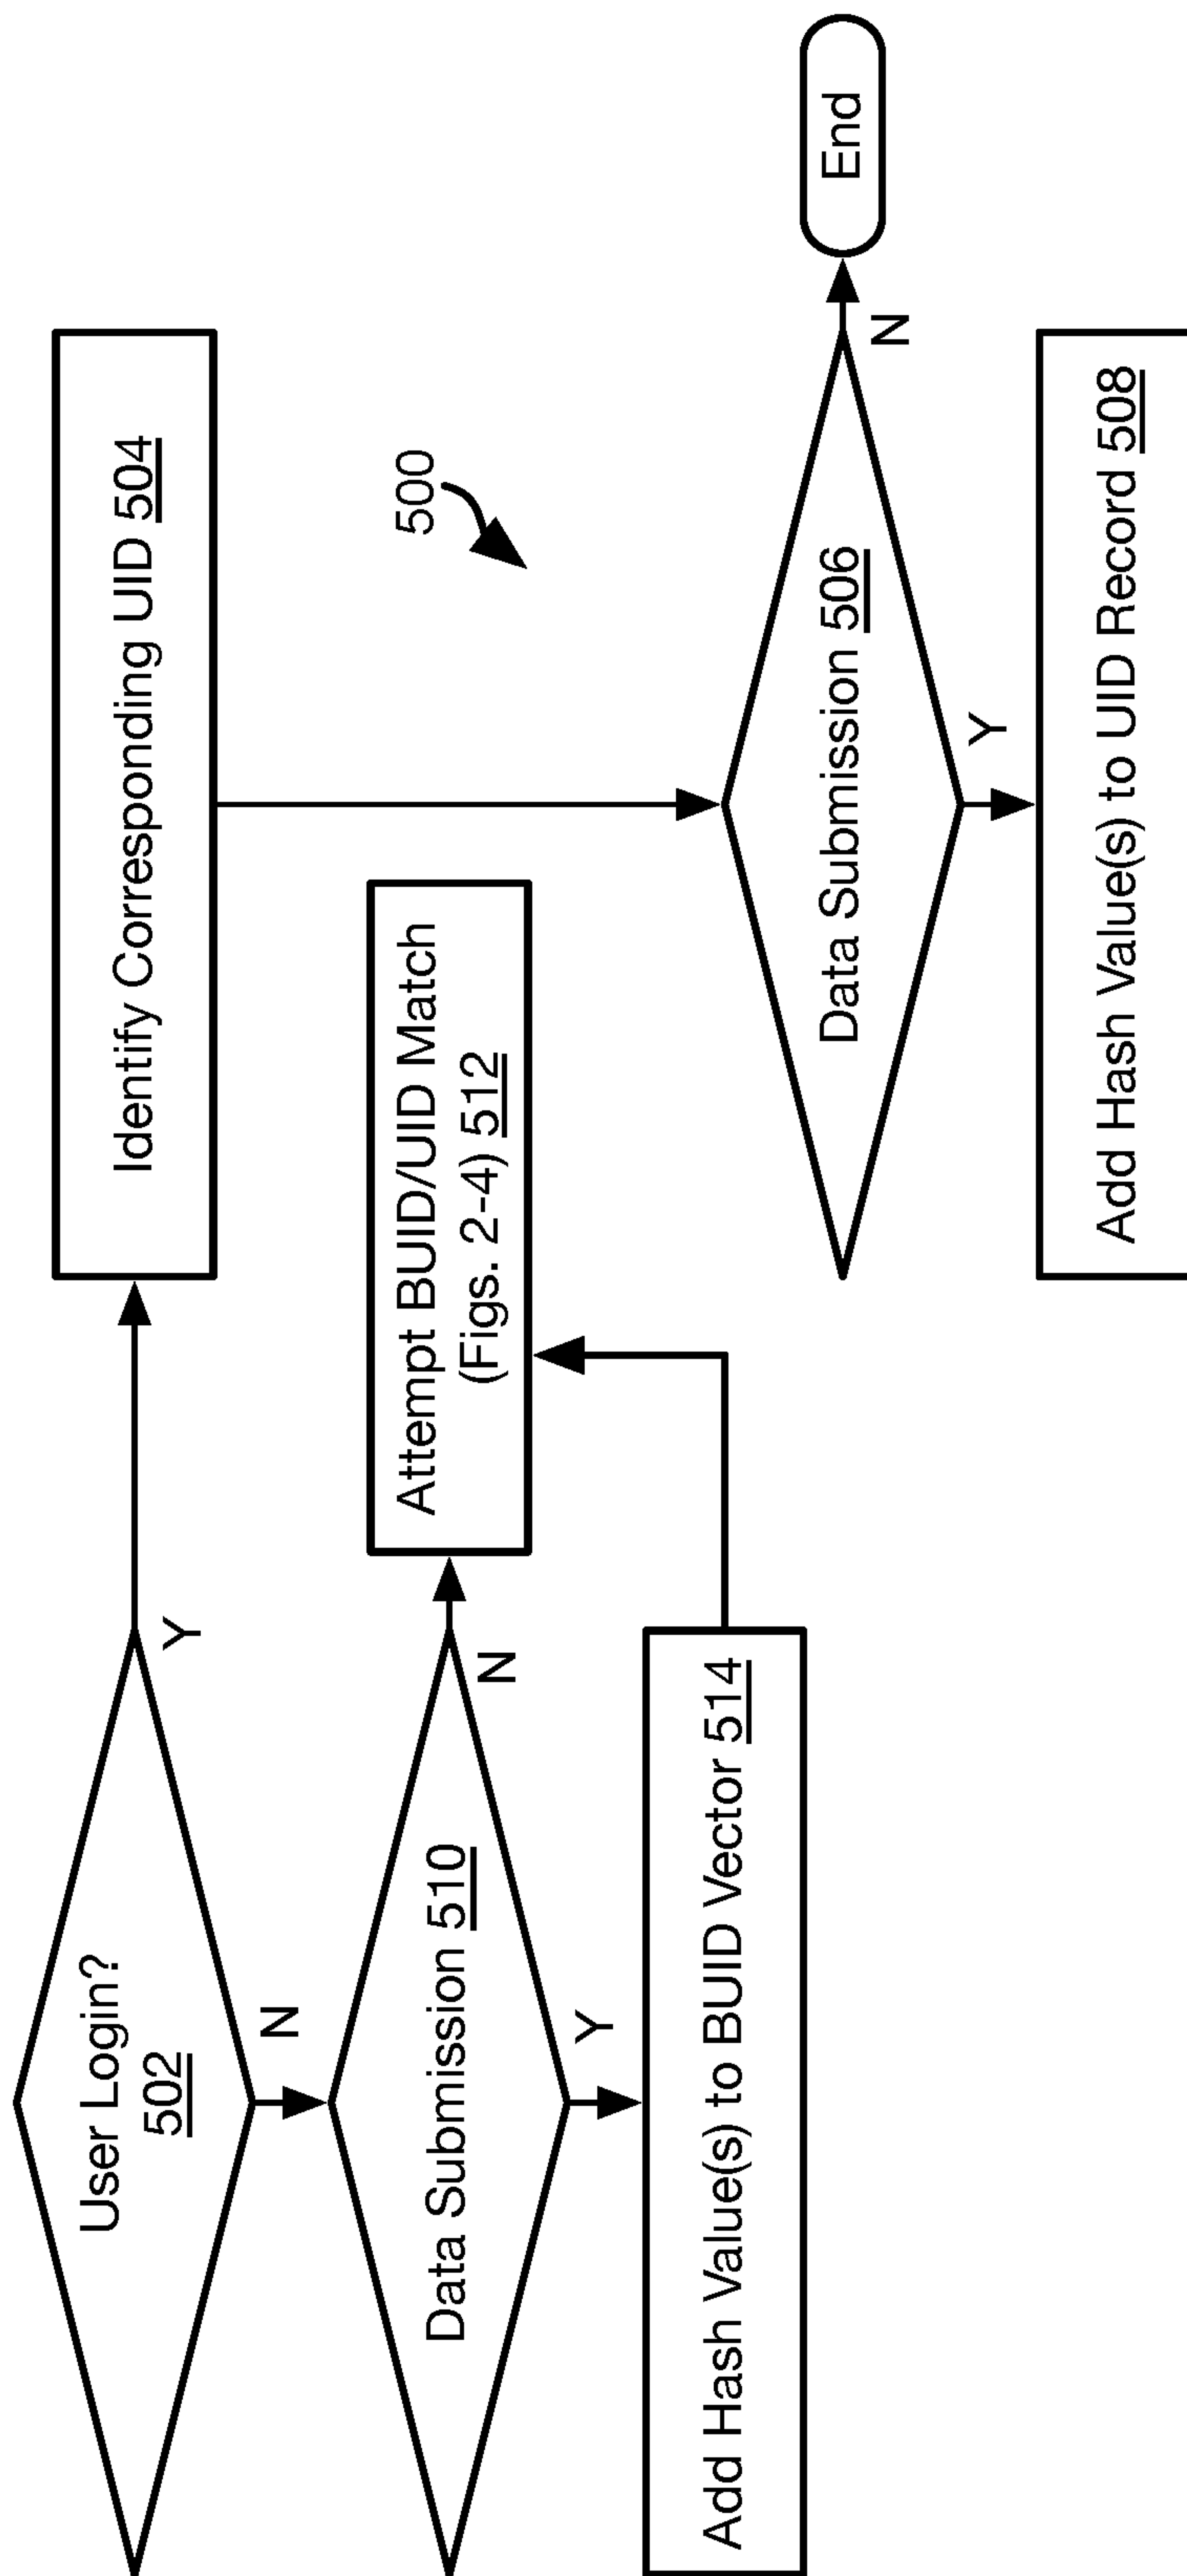 User Login?
502
Y
Identify Corresponding UID 504
N
500
Data Submission 510
N
Attempt BUID/UID Match
(Figs. 2-4) 512
Y
Add Hash Value(s) to BUID Vector 514
Data Submission 506
N
End
Y
Add Hash Value(s) to UID Record 508